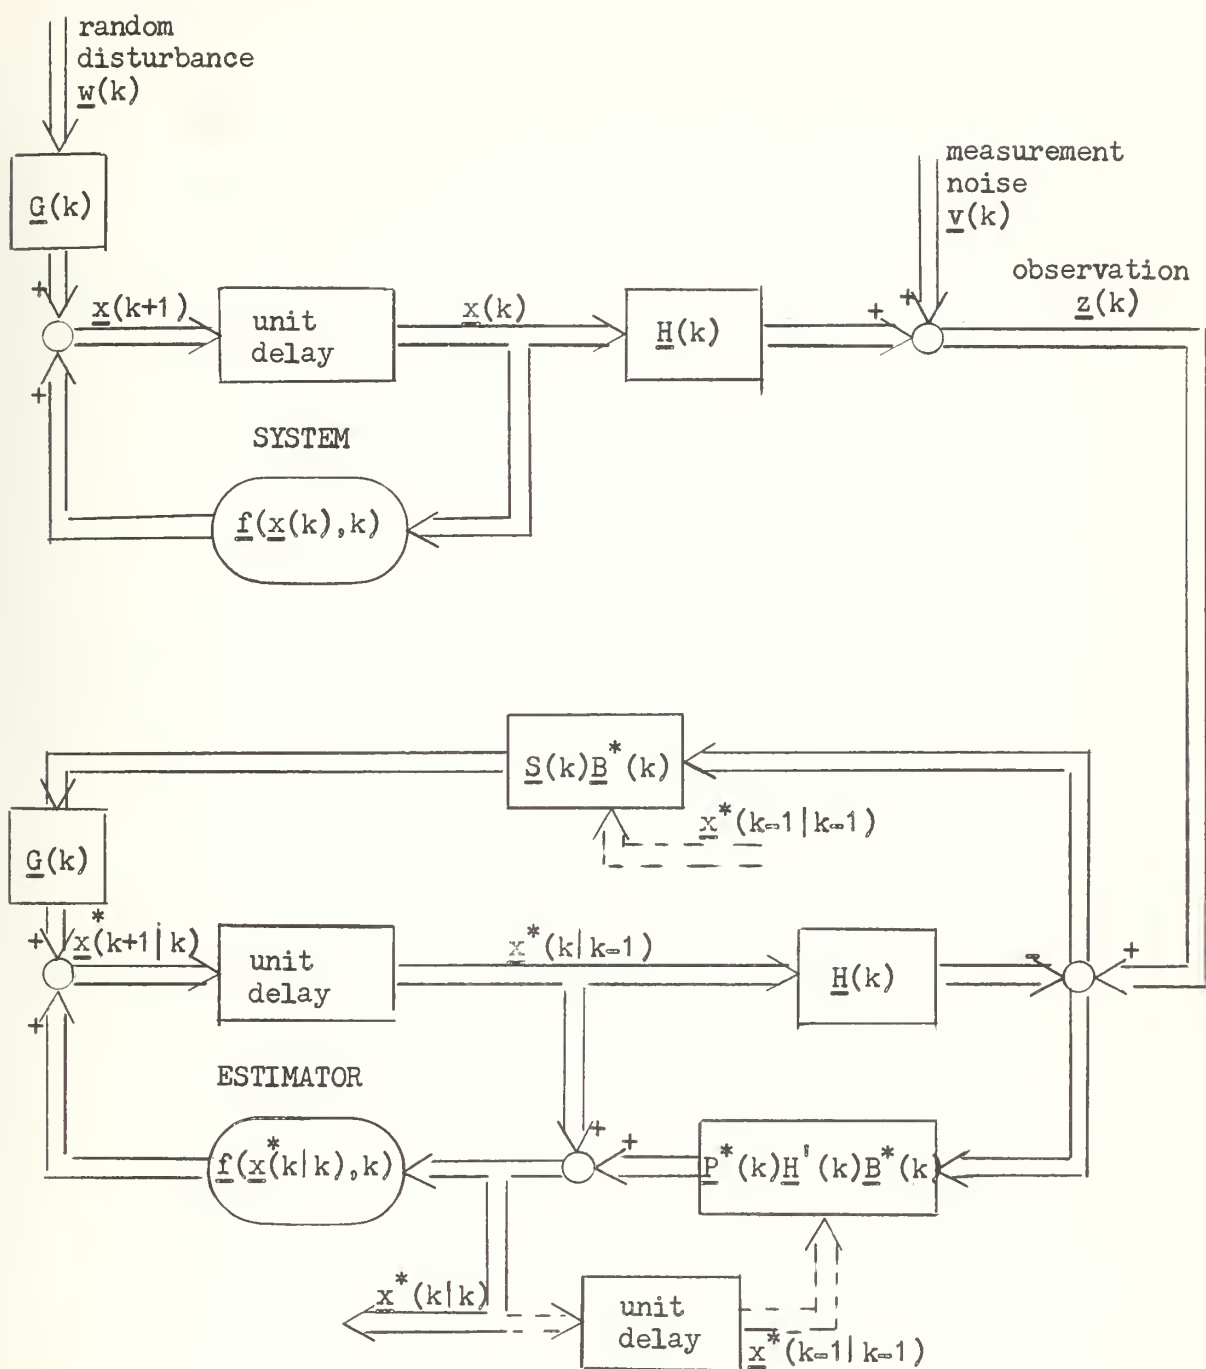 random
disturbance
w(k)
G(k)
measurement
noise
v(k)
observation
z(k)
+
x(k+1)
unit
delay
x(k)
H(k)
+
+
+
SYSTEM
f(x(k),k)
S(k)B*(k)
x*(k-1|k-1)
G(k)
+
x*(k+1|k)
unit
delay
x*(k|k-1)
H(k)
-
+
+
ESTIMATOR
f(x*(k|k),k)
+
+
P*(k)H'(k)B*(k)
x*(k|k)
unit
delay
x*(k-1|k-1)